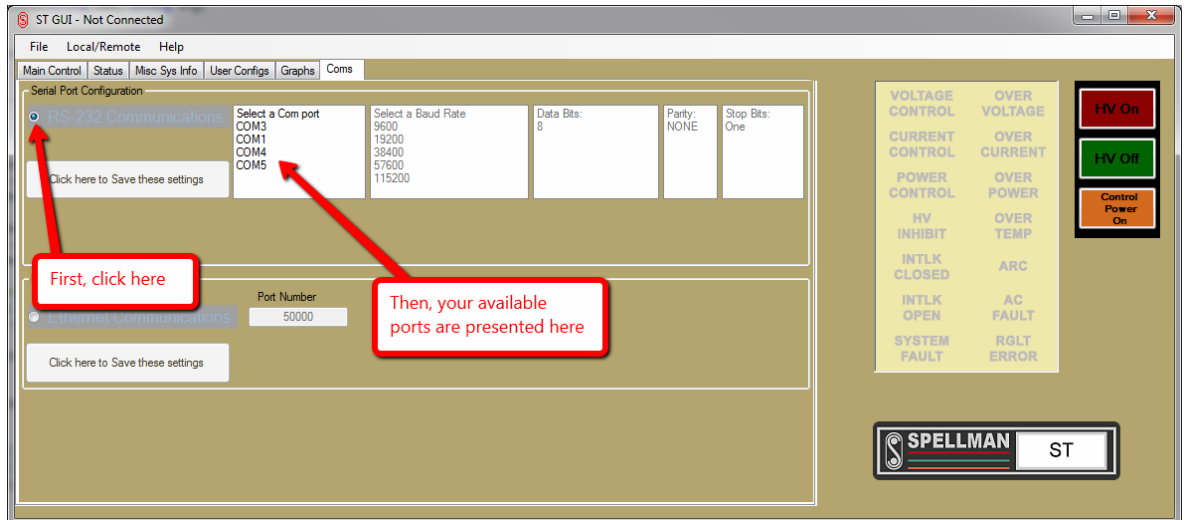 ST GUI - Not Connected
File Local/Remote Help
Main Control Status Misc Sys Info User Configs Graphs Coms
Serial Port Configuration
RS-232 Communications
Click here to Save these settings
Select a Com port
COM3
COM1
COM4
COM5
Select a Baud Rate
9600
19200
38400
57600
115200
Data Bits:
8
Parity:
NONE
Stop Bits:
One
First, click here
Then, your available
ports are presented here
Port Number
Ethernet Communications
50000
Click here to Save these settings
VOLTAGE
CONTROL
OVER
VOLTAGE
CURRENT
CONTROL
OVER
CURRENT
POWER
CONTROL
OVER
POWER
HV
INHIBIT
OVER
TEMP
INTLK
CLOSED
ARC
INTLK
OPEN
AC
FAULT
SYSTEM
FAULT
RGLT
ERROR
HV On
HV Off
Control
Power
On
SPELLMAN
ST